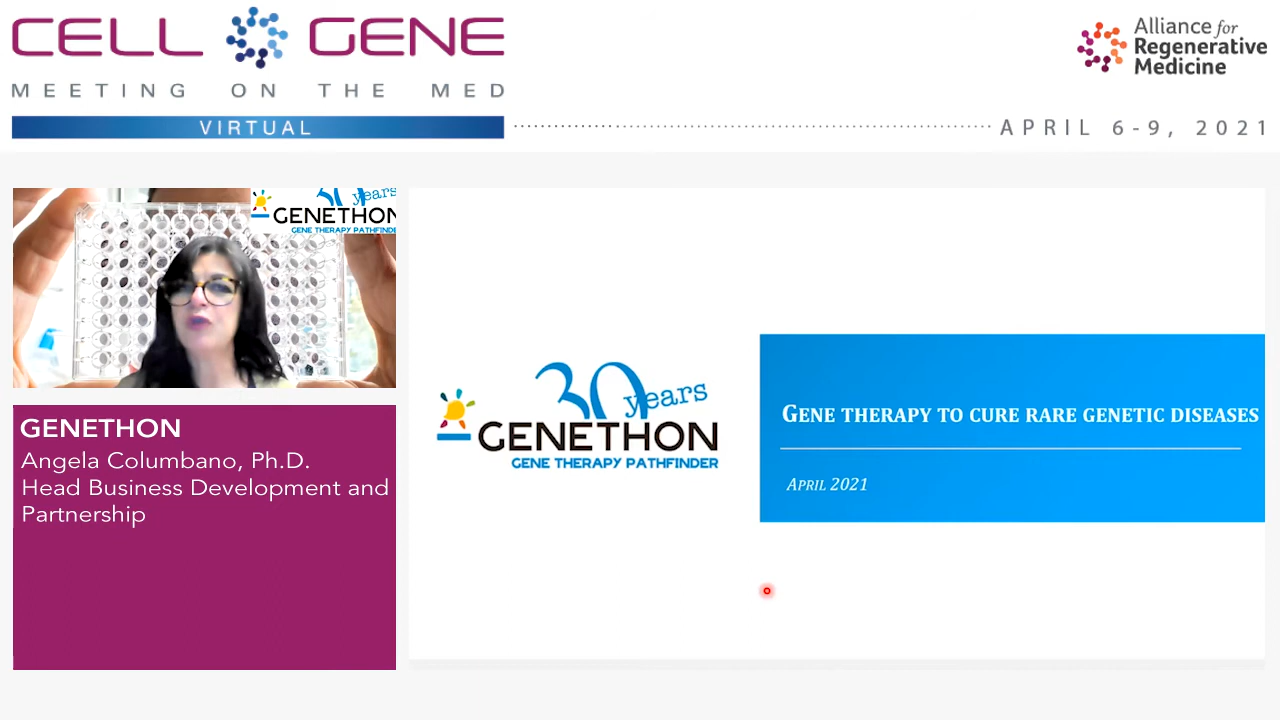 CELL GENE
MEETING ON THE MED
VIRTUAL
Alliance for
Regenerative
Medicine
APRIL 6-9, 2021
30 years
GENETHON
GENE THERAPY PATHFINDER
GENETHON
Angela Columbano, Ph.D.
Head Business Development and
Partnership
30 years
GENETHON
GENE THERAPY PATHFINDER
GENE THERAPY TO CURE RARE GENETIC DISEASES
APRIL 2021